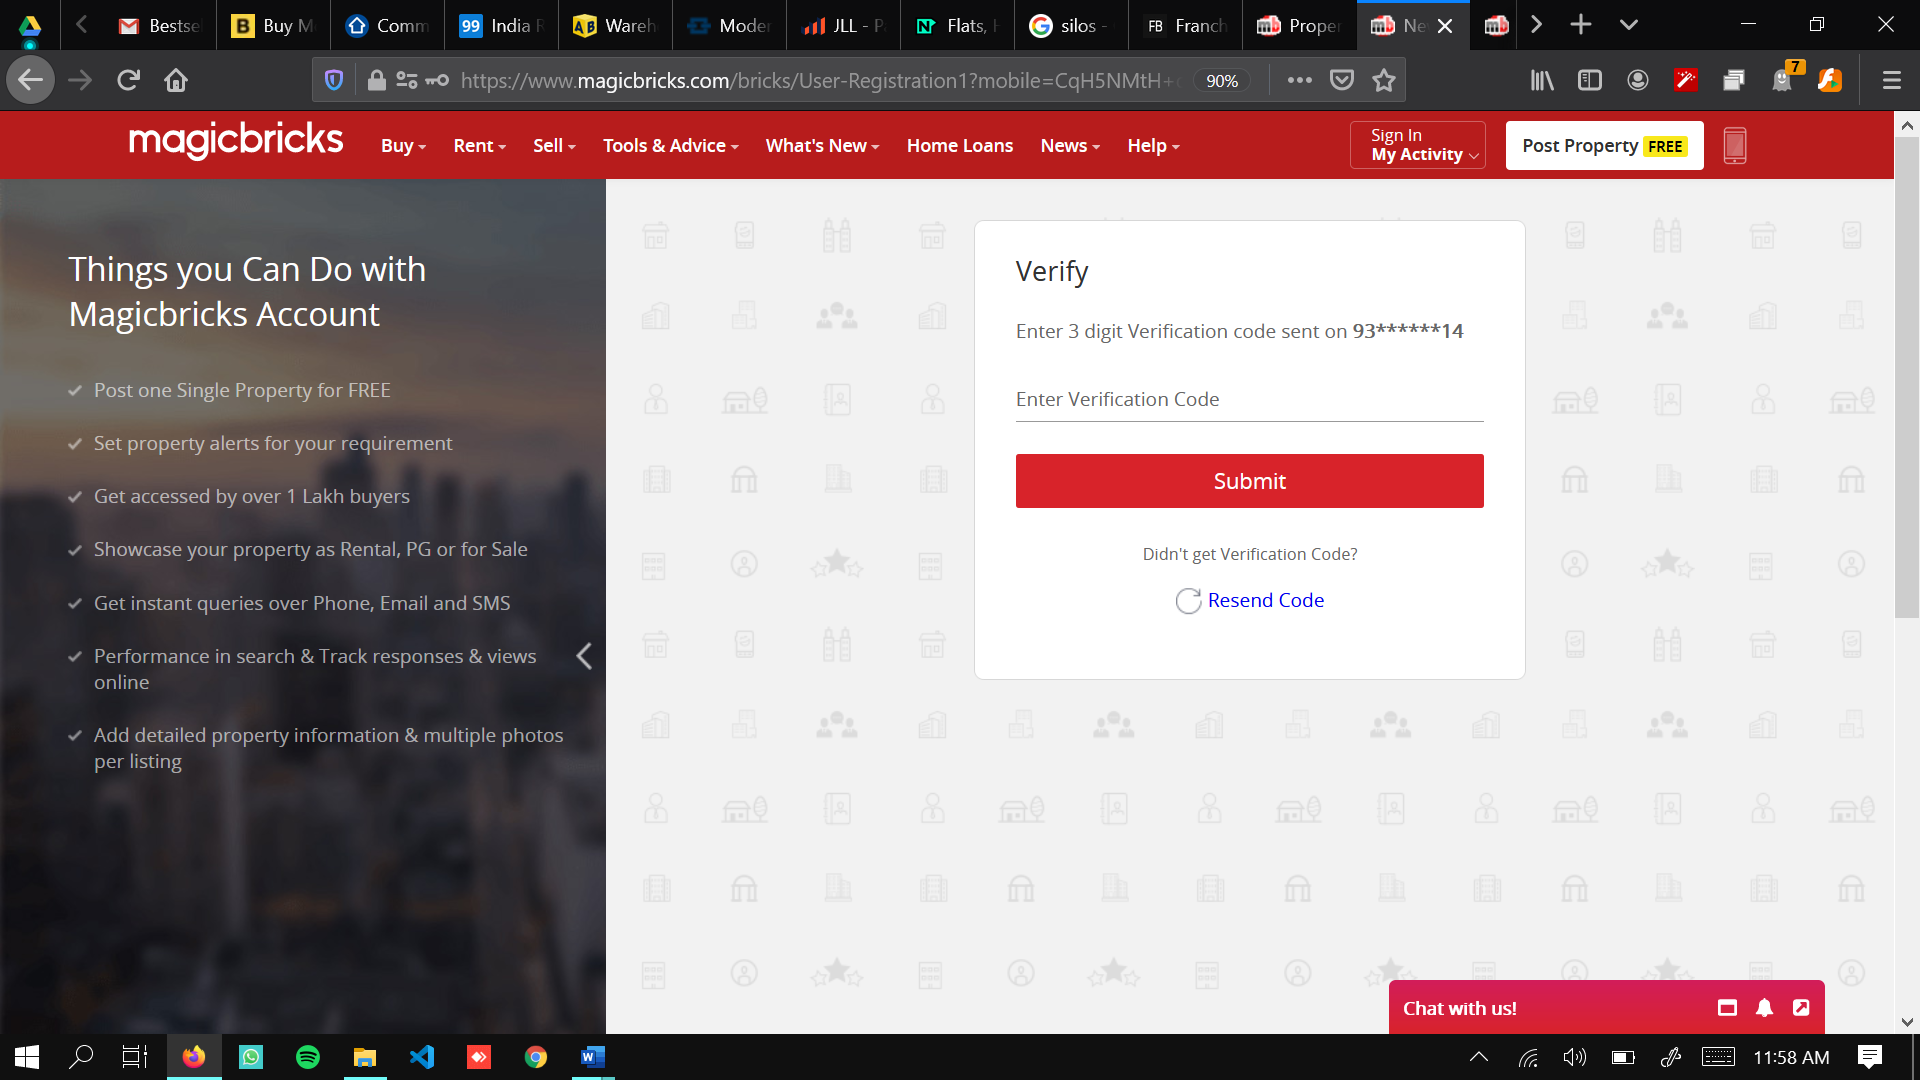 Bestse
Buy M
Comm
99 India R
Wareh
Moder
JLL - P
Flats, H
silos -
FB Franch
mb Proper
mb Ne
mb
https://www.magicbricks.com/bricks/User-Registration1?mobile=CqH5NMtH+
90%
7
magicbricks
Buy
Rent
Sell
Tools & Advice
What's New
Home Loans
News
Help
Sign In
My Activity
Post Property FREE
Things you Can Do with
Magicbricks Account
Post one Single Property for FREE
Set property alerts for your requirement
Get accessed by over 1 Lakh buyers
Showcase your property as Rental, PG or for Sale
Get instant queries over Phone, Email and SMS
Performance in search & Track responses & views
online
Add detailed property information & multiple photos
per listing
Verify
Enter 3 digit Verification code sent on 93******14
Enter Verification Code
Submit
Didn't get Verification Code?
Resend Code
Chat with us!
11:58 AM